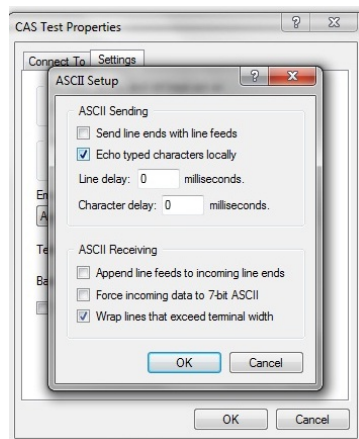 CAS Test Properties
Connect To Settings
ASCII Setup
ASCII Sending
Send line ends with line feeds
Echo typed characters locally
Line delay: 0 milliseconds.
Character delay: 0 milliseconds.
ASCII Receiving
Append line feeds to incoming line ends
Force incoming data to 7-bit ASCII
Wrap lines that exceed terminal width
OK Cancel
OK Cancel